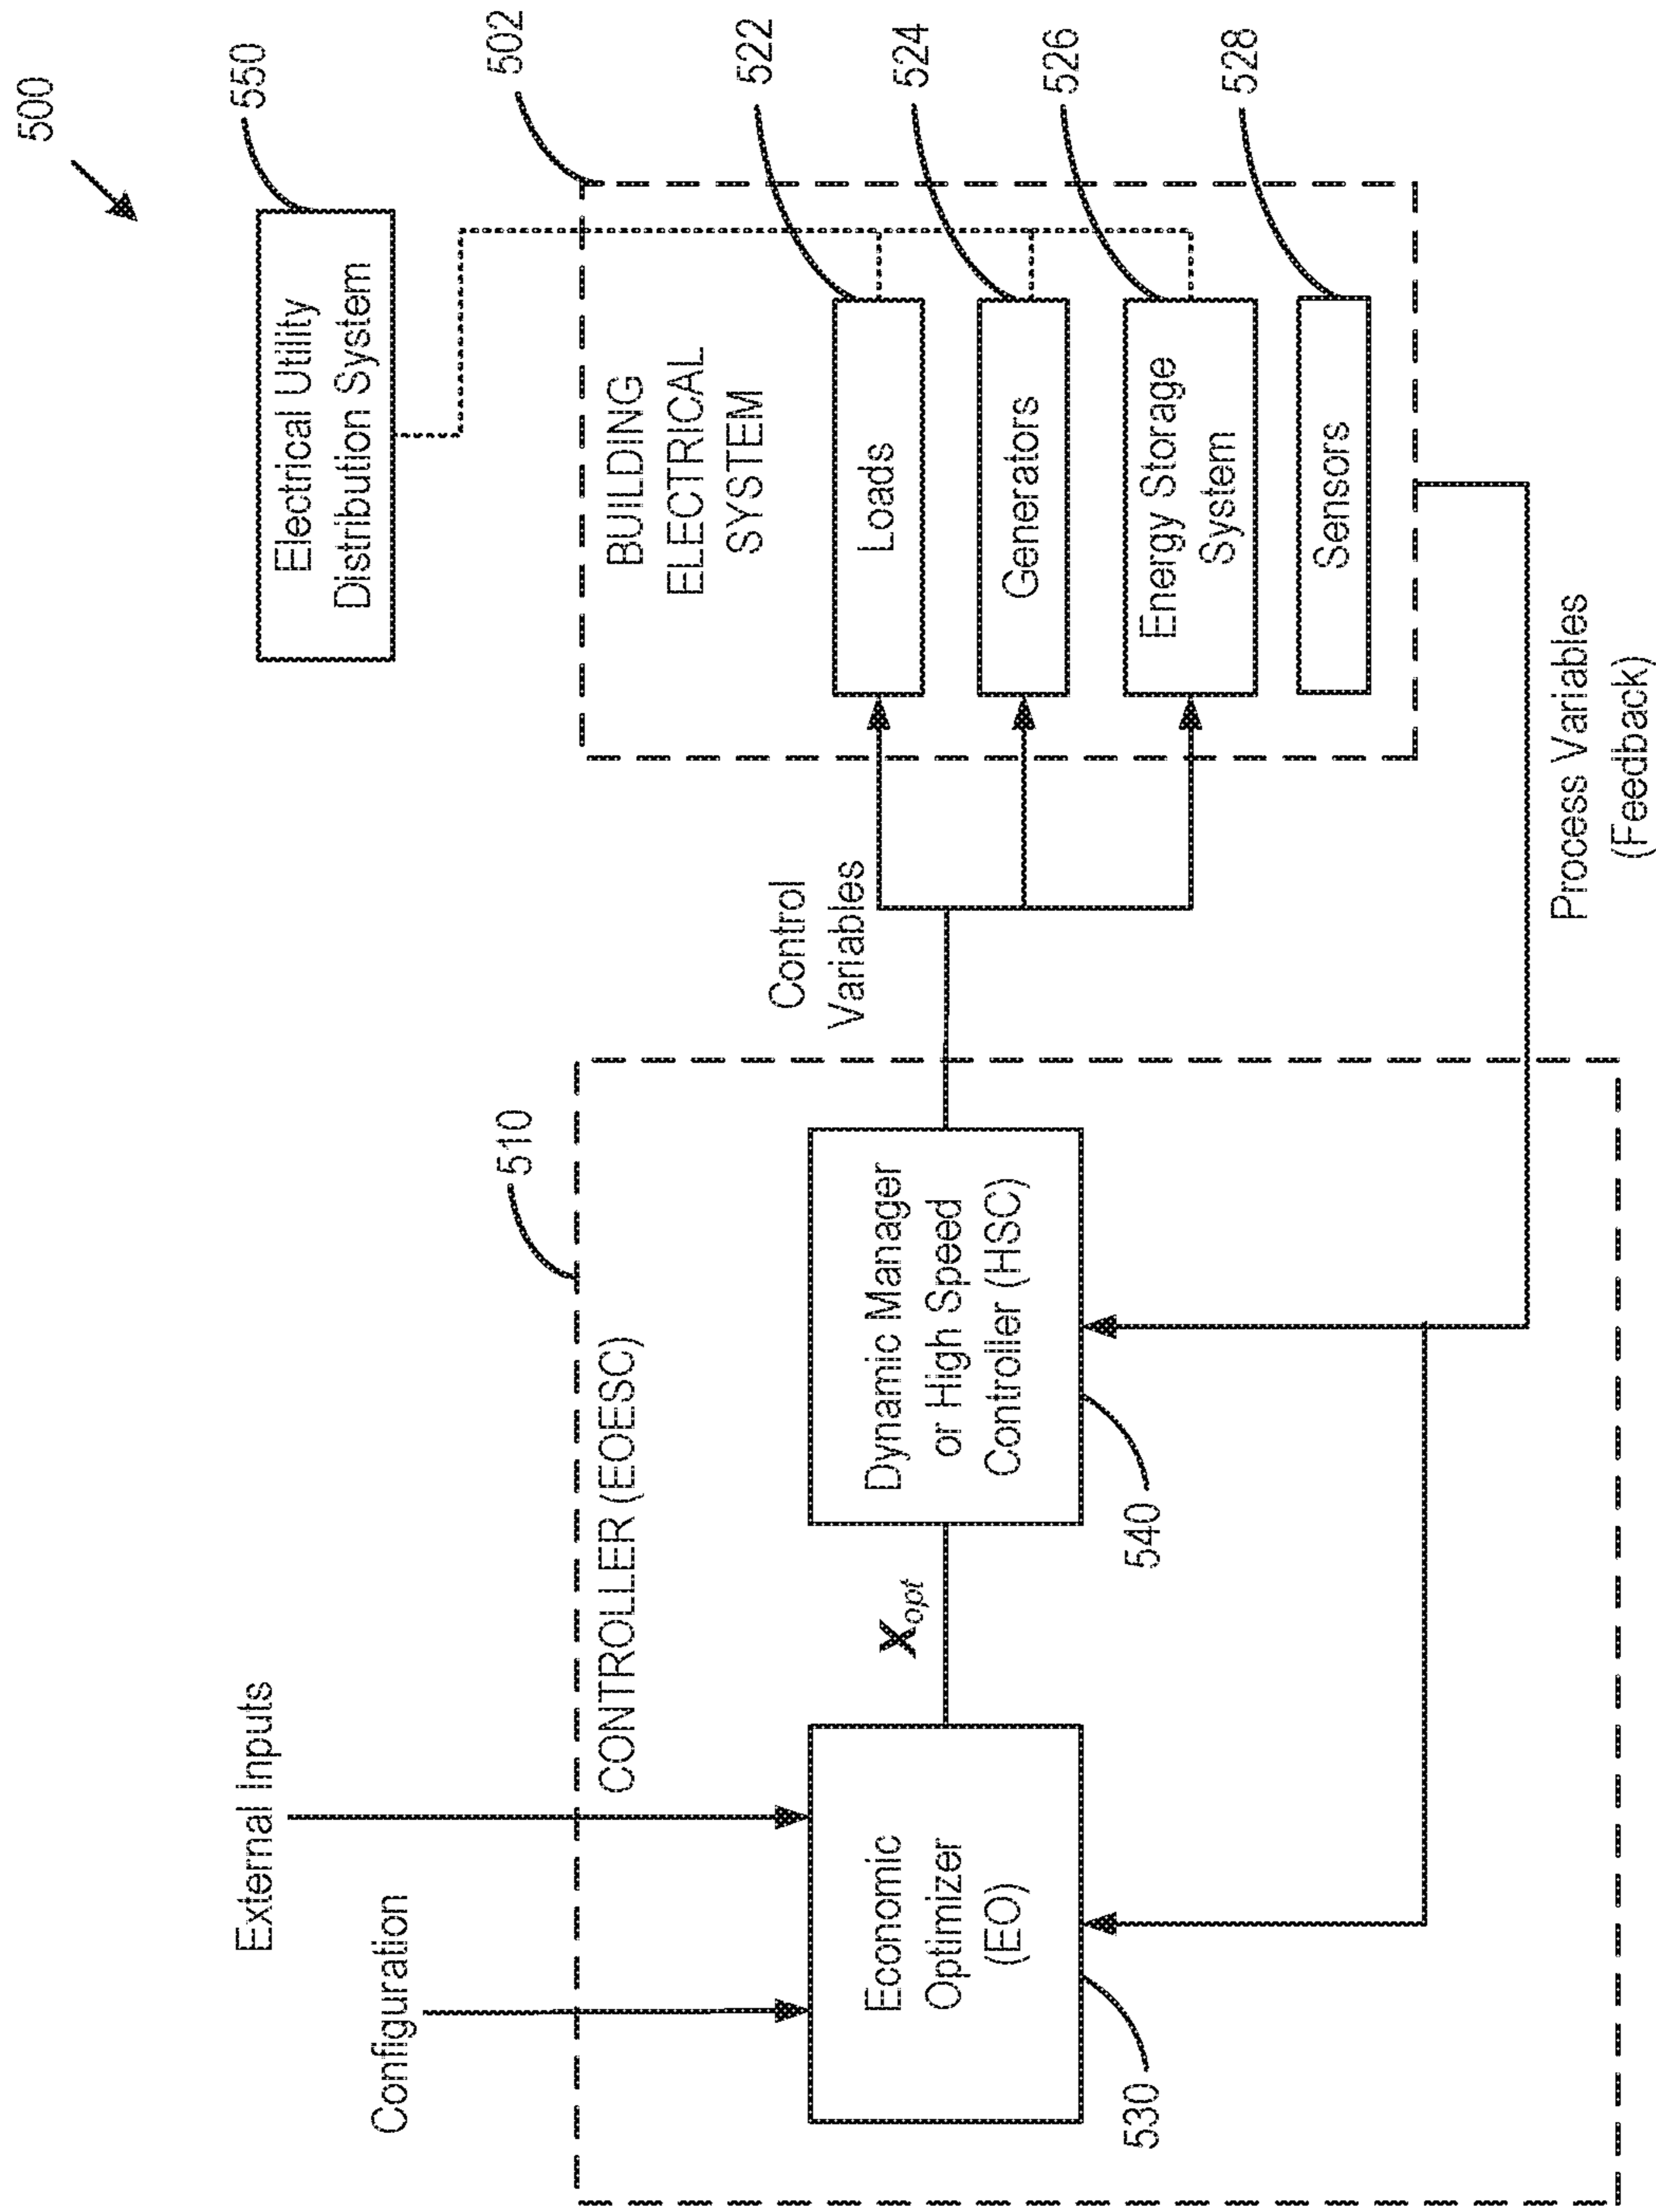 500
Electrical Utility
Distribution System
550
502
BUILDING
ELECTRICAL
SYSTEM
Loads
522
Generators
524
Energy Storage
System
526
Sensors
528
Control
Variables
Process Variables
(Feedback)
External Inputs
Configuration
510
CONTROLLER (EOESC)
Economic
Optimizer
(EO)
530
Xopt
Dynamic Manager
or High Speed
Controller (HSC)
540